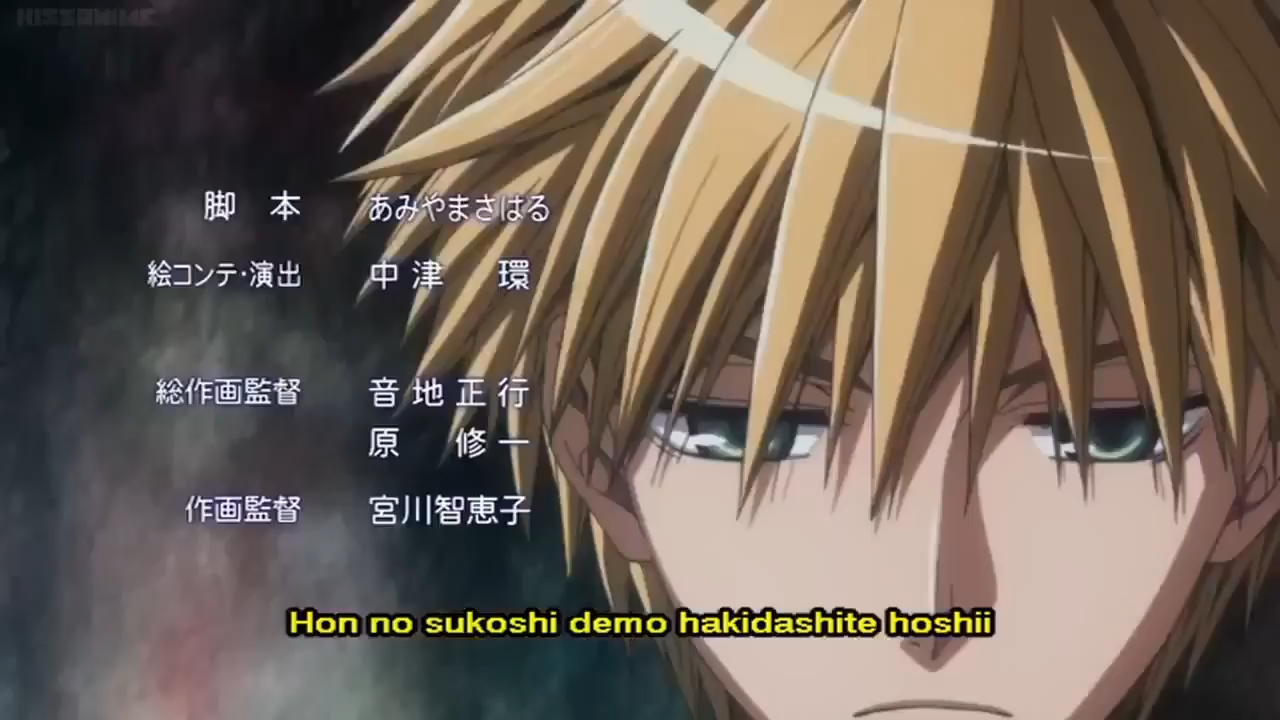 KISSANIME
脚 本 あみやまさはる
絵コンテ・演出 中津 環
総作画監督 音地正行
原 修一
作画監督 宮川智恵子
Hon no sukoshi demo hakidashite hoshii